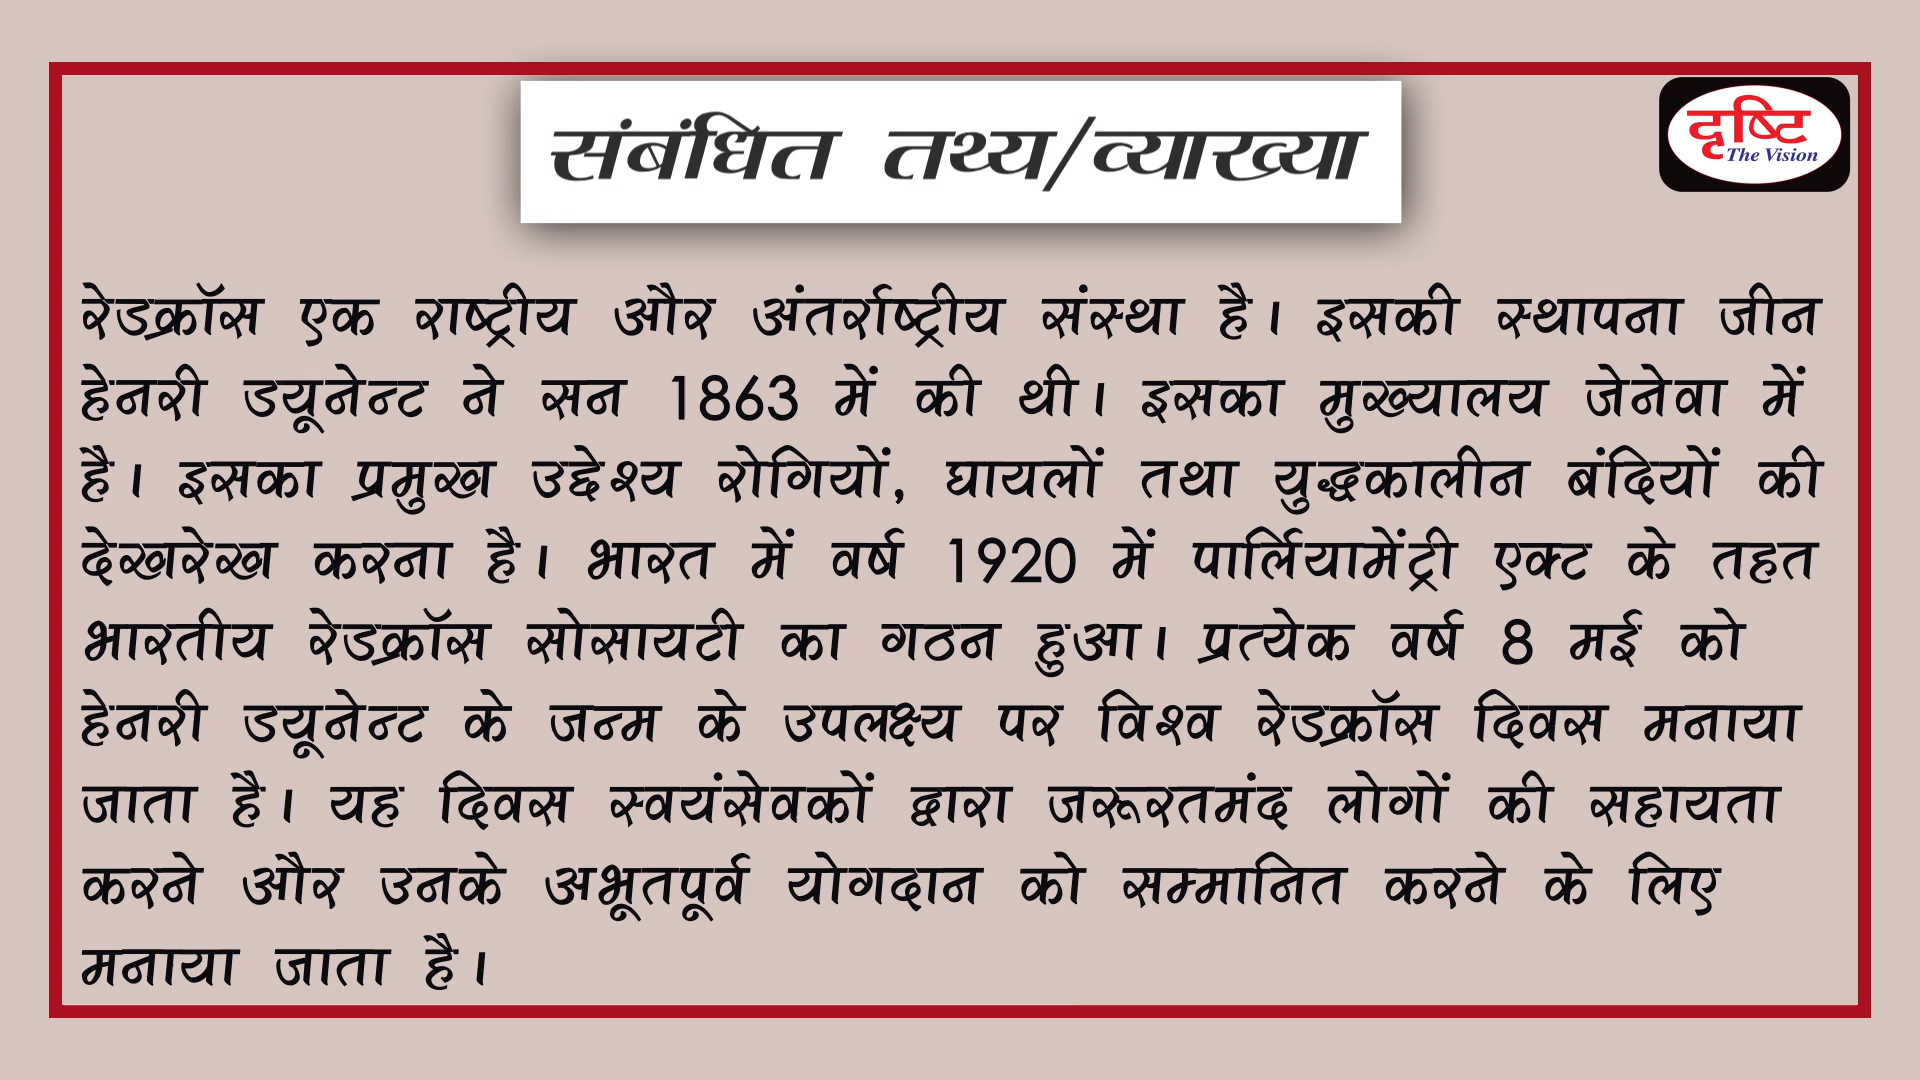 संबंधित तथ्य/व्याख्या
दृष्टि
The Vision
रेडक्रॉस एक राष्ट्रीय और अंतर्राष्ट्रीय संस्था है। इसकी स्थापना जीन
हेनरी डयूनेन्ट ने सन 1863 में की थी। इसका मुख्यालय जेनेवा में
है। इसका प्रमुख उद्देश्य रोगियों, घायलों तथा युद्धकालीन बंदियों की
देखरेख करना है। भारत में वर्ष 1920 में पार्लियामेंट्री एक्ट के तहत
भारतीय रेडक्रॉस सोसायटी का गठन हुआ। प्रत्येक वर्ष 8 मई को
हेनरी डयूनेन्ट के जन्म के उपलक्ष्य पर विश्व रेडक्रॉस दिवस मनाया
जाता है। यह दिवस स्वयंसेवकों द्वारा जरूरतमंद लोगों की सहायता
करने और उनके अभूतपूर्व योगदान को सम्मानित करने के लिए
मनाया जाता है।